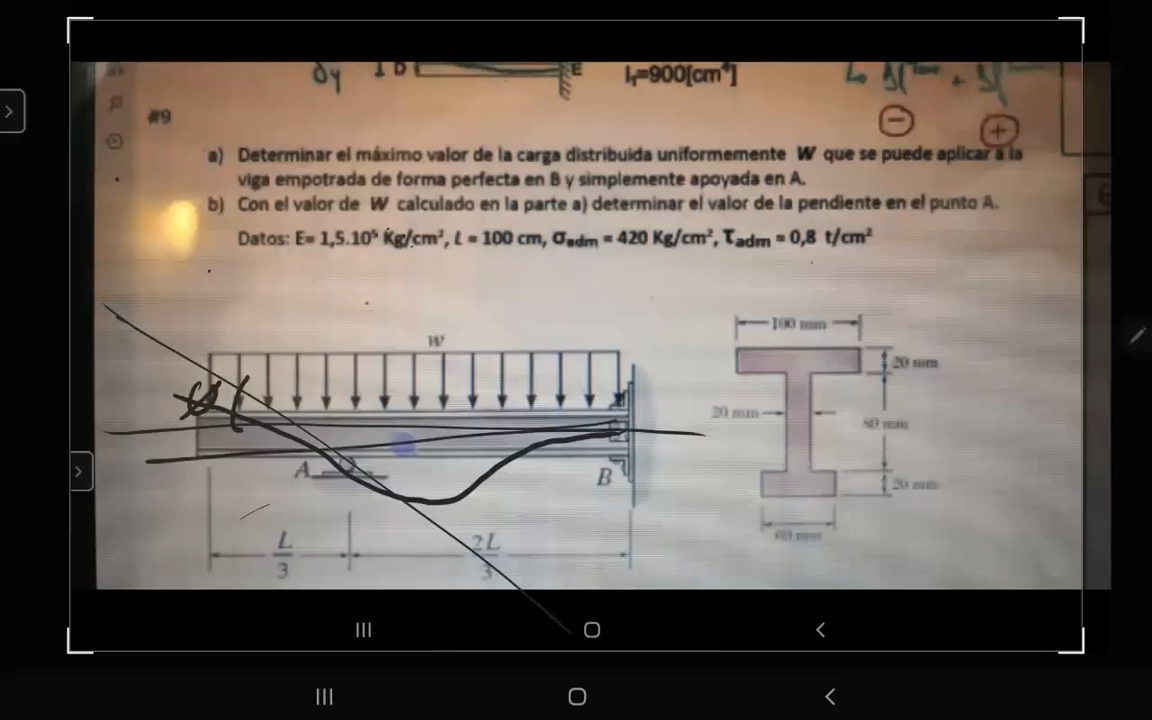 δy I D E I₁=900[cm⁴]
#9
a) Determinar el máximo valor de la carga distribuida uniformemente W que se puede aplicar a la
viga empotrada de forma perfecta en B y simplemente apoyada en A.
b) Con el valor de W calculado en la parte a) determinar el valor de la pendiente en el punto A.
Datos: E= 1,5.10⁵ Kg/cm², L = 100 cm, σadm = 420 Kg/cm², τadm = 0,8 t/cm²
W
A
B
L/3
2L/3
100 mm
20 mm
20 mm
80 mm
20 mm
60 mm